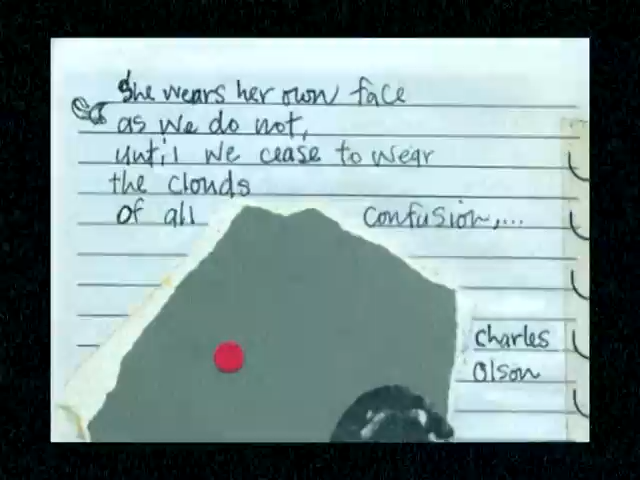 She wears her own face
as we do not,
until we cease to wear
the clouds
of all confusion,...
Charles
Olson